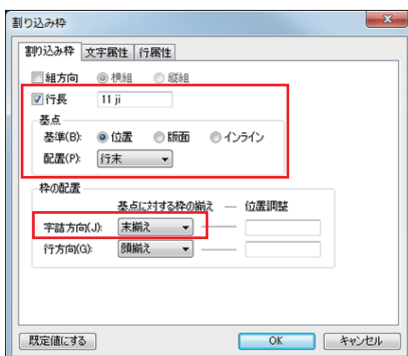 割り込み枠
割り込み枠 文字属性 行属性
組方向 横組 縦組
行長 11 ji
基点
基準(B): 位置 版面 インライン
配置(P): 行末
枠の配置
基点に対する枠の揃え — 位置調整
字詰方向(J): 末揃え
行方向(G): 頭揃え
既定値にする OK キャンセル